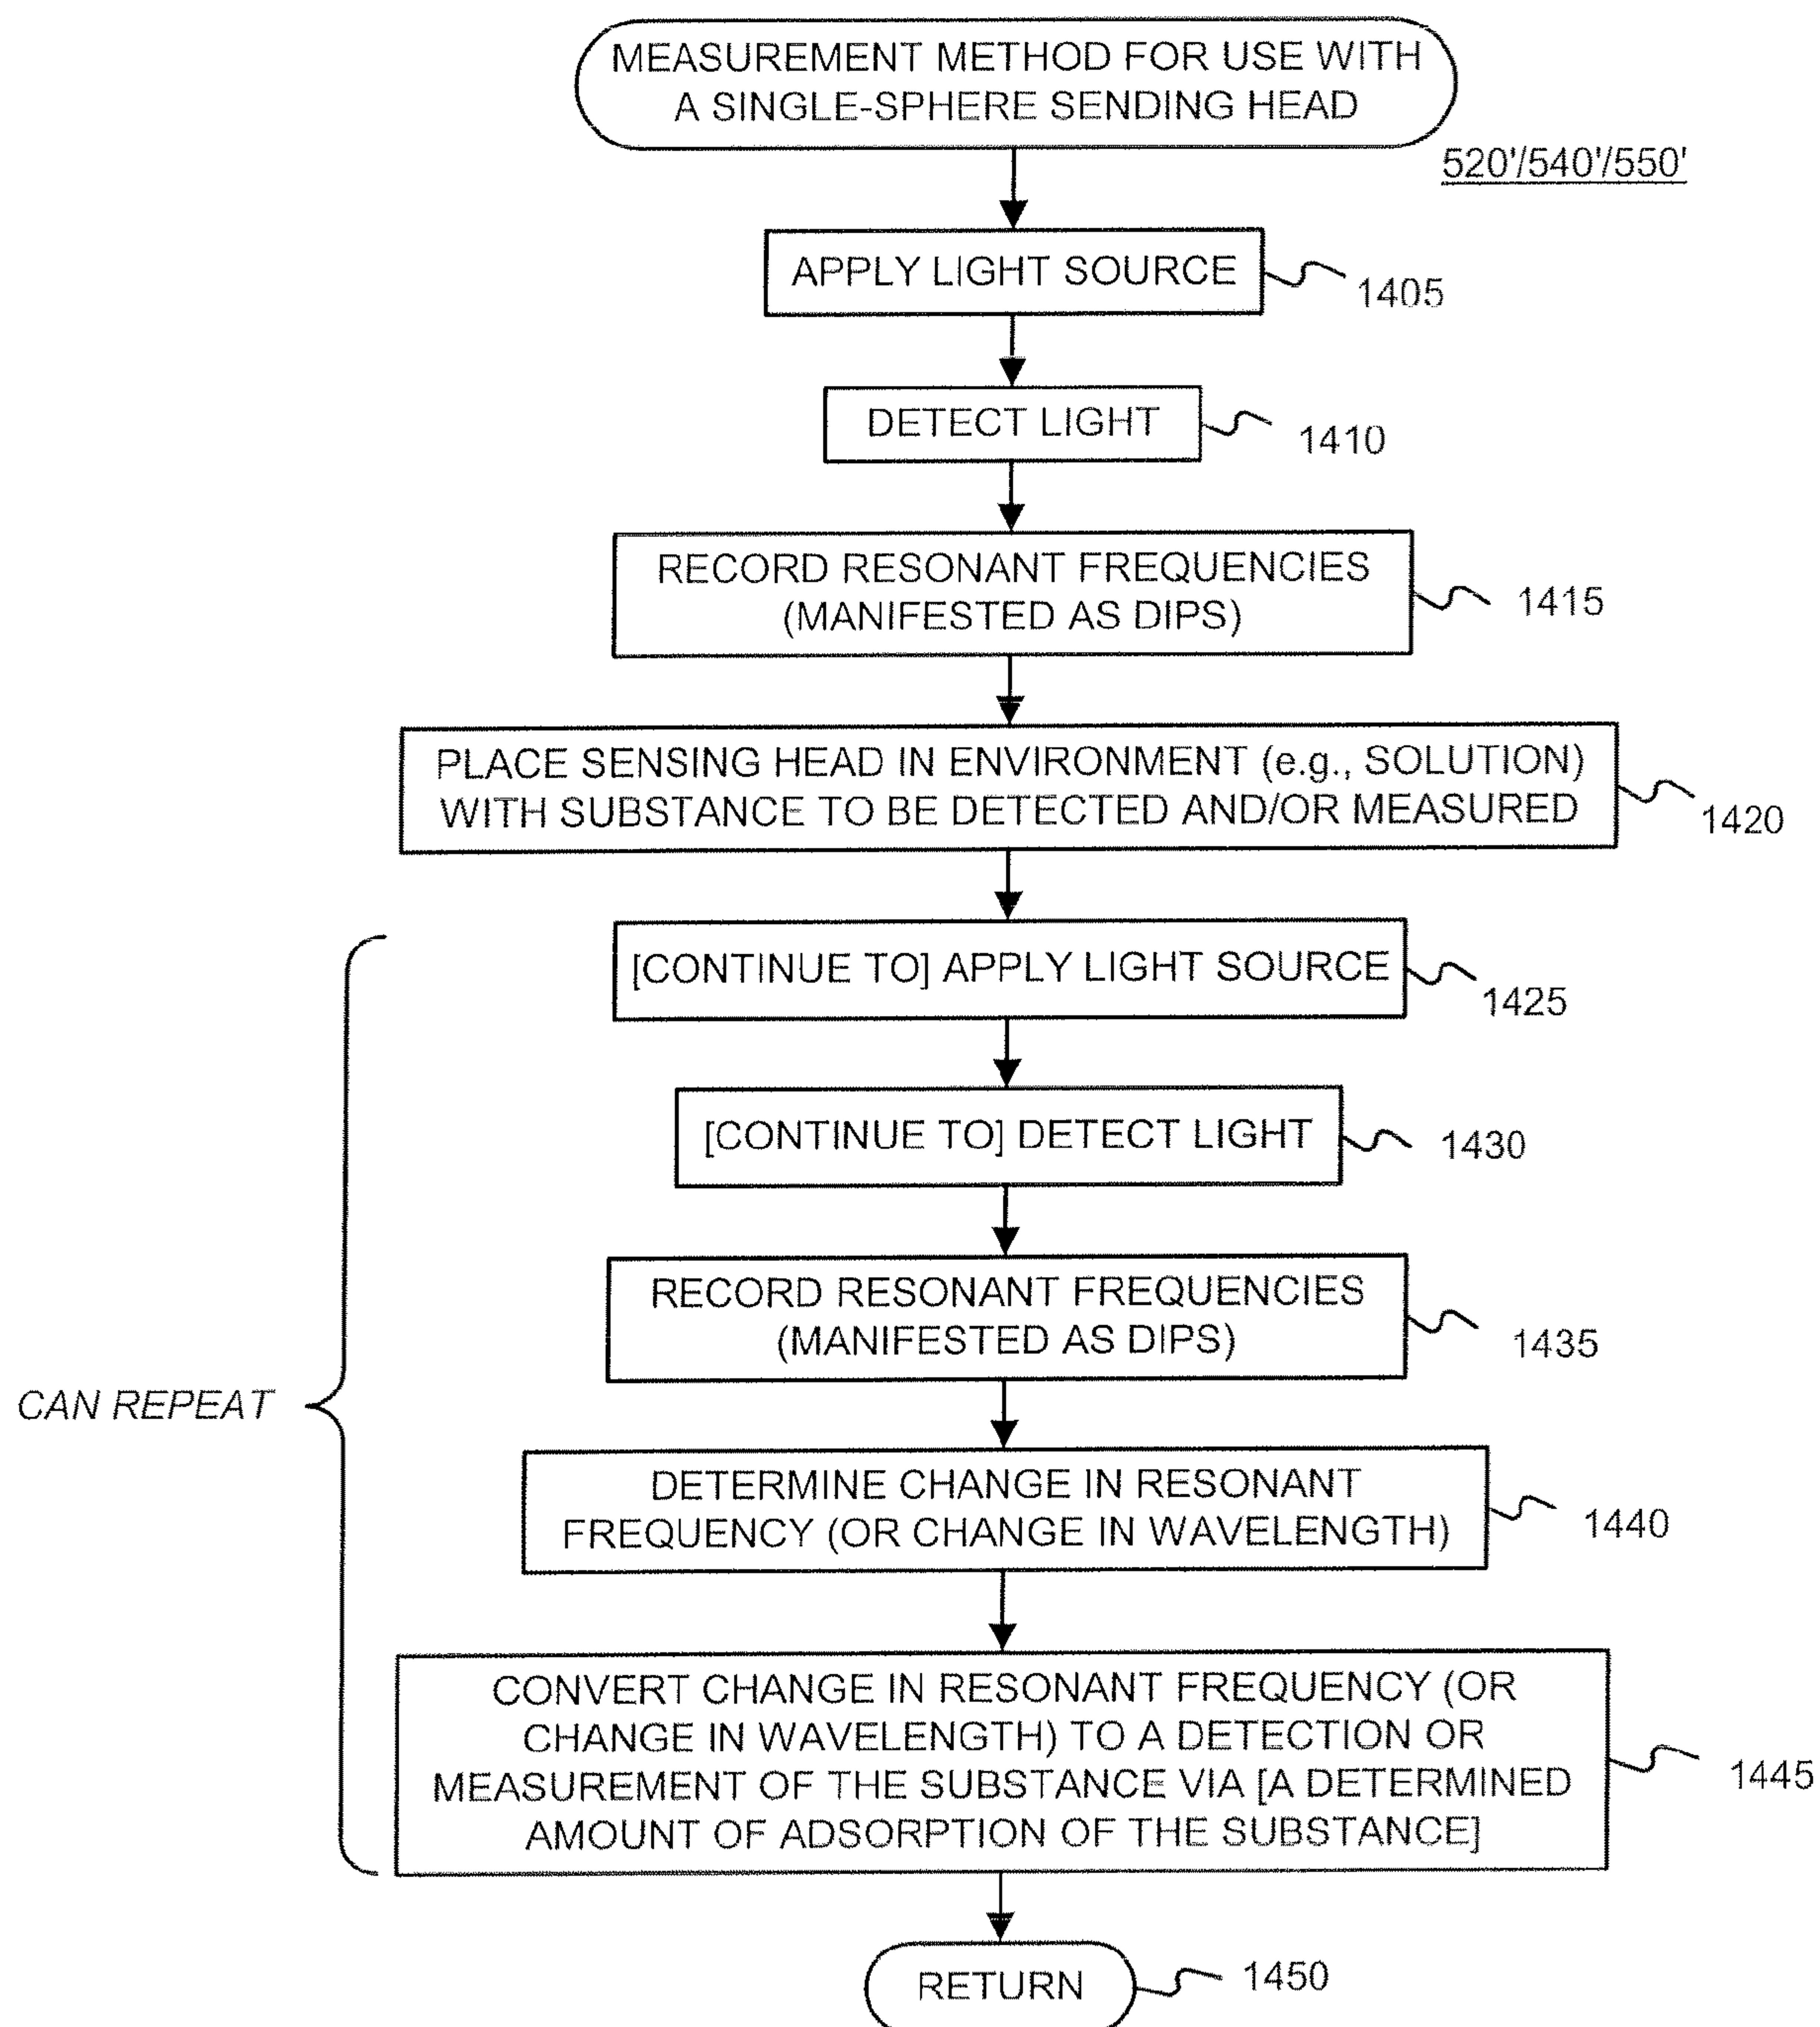 MEASUREMENT METHOD FOR USE WITH
A SINGLE-SPHERE SENDING HEAD
520'/540'/550'
APPLY LIGHT SOURCE
1405
DETECT LIGHT
1410
RECORD RESONANT FREQUENCIES
(MANIFESTED AS DIPS)
1415
PLACE SENSING HEAD IN ENVIRONMENT (e.g., SOLUTION)
WITH SUBSTANCE TO BE DETECTED AND/OR MEASURED
1420
[CONTINUE TO] APPLY LIGHT SOURCE
1425
[CONTINUE TO] DETECT LIGHT
1430
RECORD RESONANT FREQUENCIES
(MANIFESTED AS DIPS)
1435
CAN REPEAT
DETERMINE CHANGE IN RESONANT
FREQUENCY (OR CHANGE IN WAVELENGTH)
1440
CONVERT CHANGE IN RESONANT FREQUENCY (OR
CHANGE IN WAVELENGTH) TO A DETECTION OR
MEASUREMENT OF THE SUBSTANCE VIA [A DETERMINED
AMOUNT OF ADSORPTION OF THE SUBSTANCE]
1445
RETURN
1450